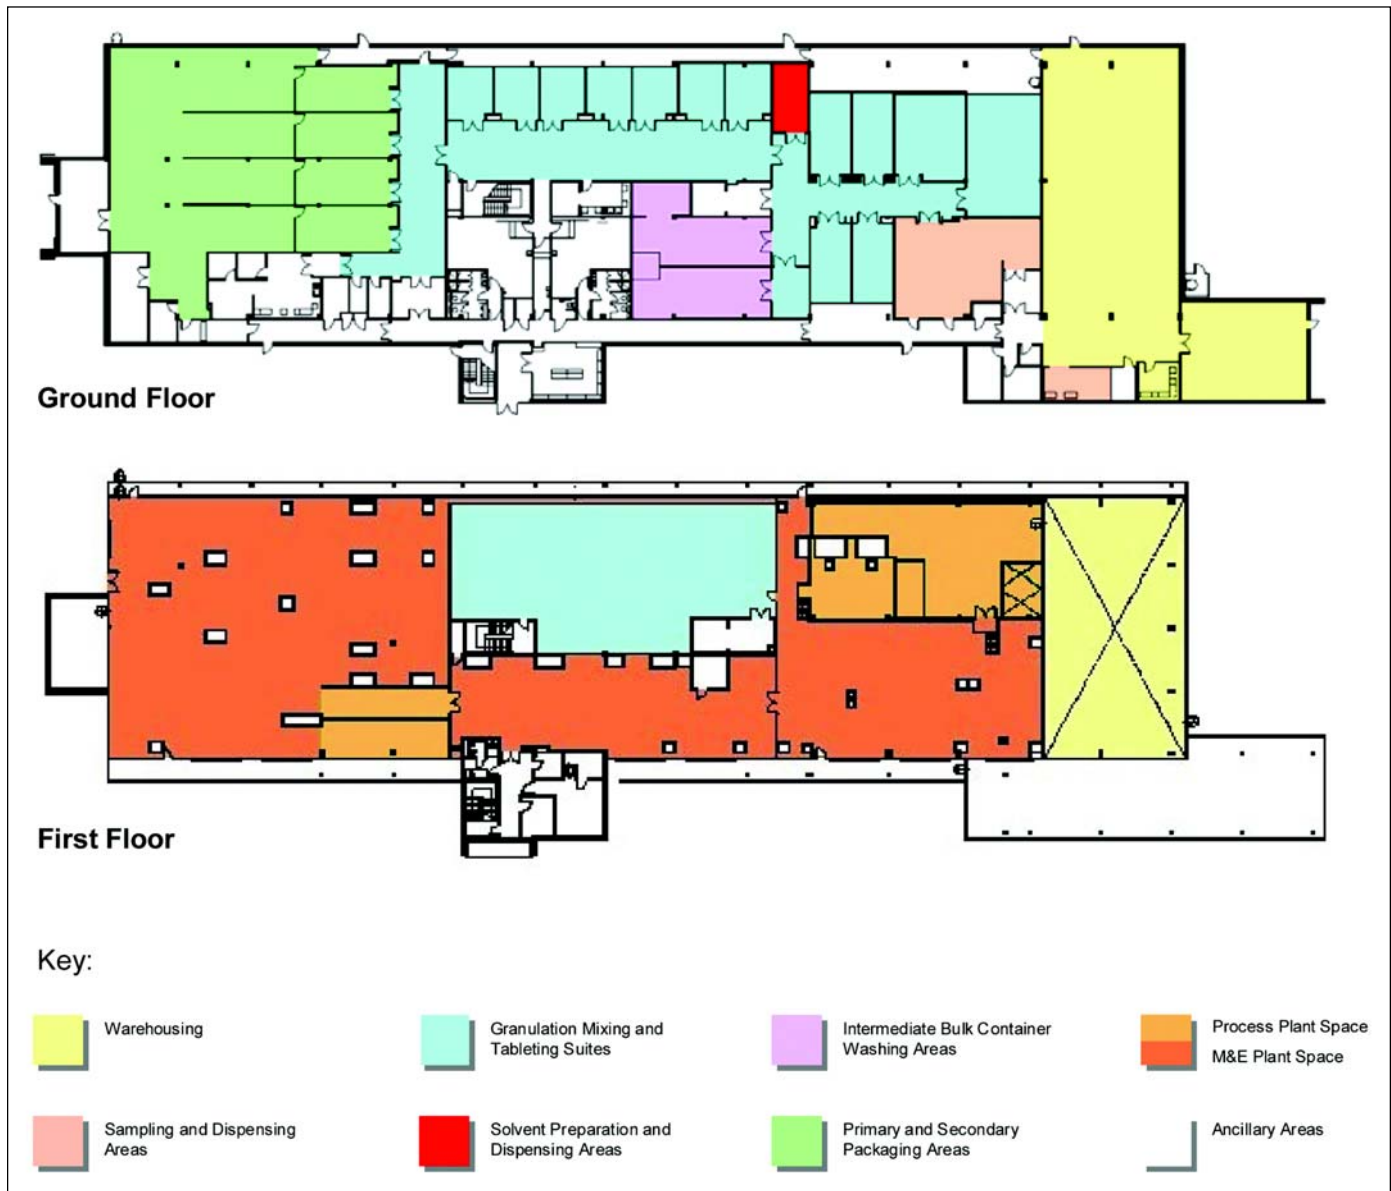 Ground Floor
First Floor
Key:
Warehousing
Granulation Mixing and
Tableting Suites
Intermediate Bulk Container
Washing Areas
Process Plant Space
M&E Plant Space
Sampling and Dispensing
Areas
Solvent Preparation and
Dispensing Areas
Primary and Secondary
Packaging Areas
Ancillary Areas